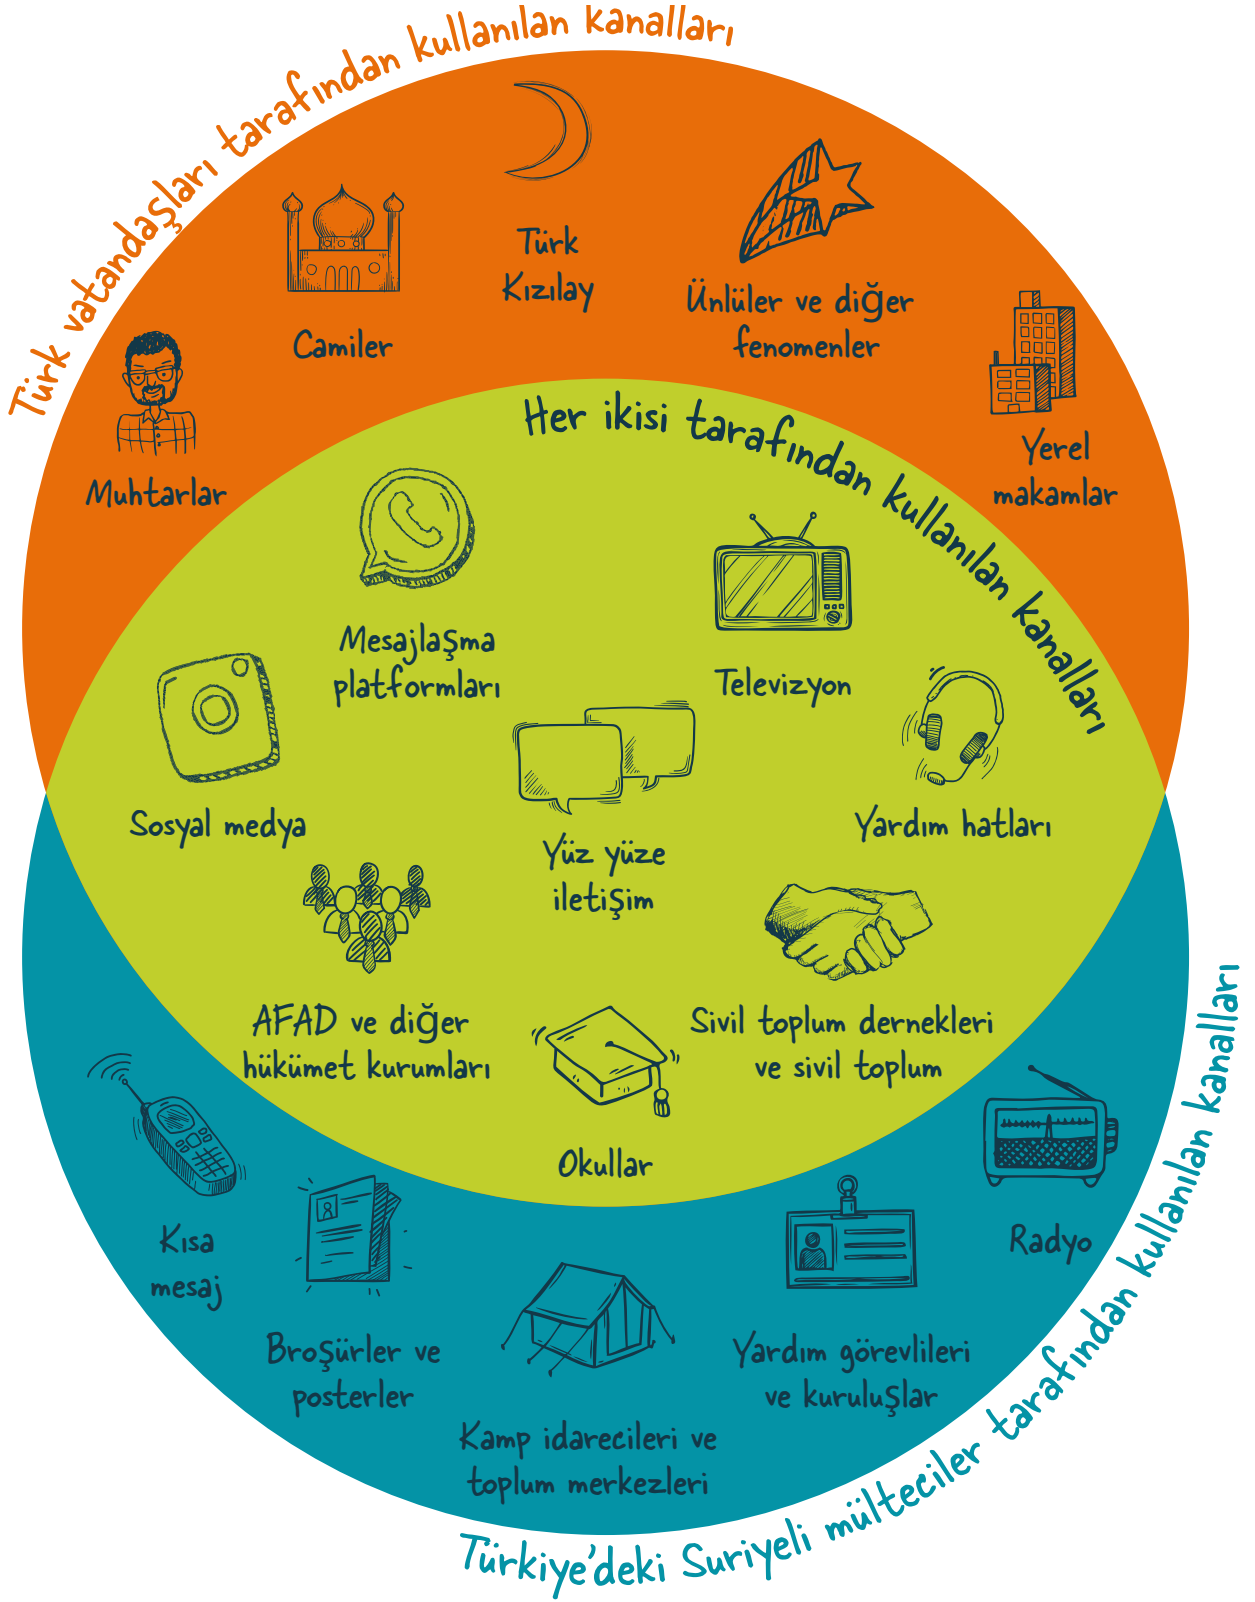 Türk vatandaşları tarafından kullanılan kanalları
Türk
Kızılay
Camiler
Ünlüler ve diğer
fenomenler
Muhtarlar
Yerel
makamlar
Her ikisi tarafından kullanılan kanalları
Mesajlaşma
platformları
Televizyon
Sosyal medya
Yüz yüze
iletişim
Yardım hatları
AFAD ve diğer
hükümet kurumları
Sivil toplum dernekleri
ve sivil toplum
Okullar
Kısa
mesaj
Radyo
Broşürler ve
posterler
Yardım görevlileri
ve kuruluşlar
Kamp idarecileri ve
toplum merkezleri
Türkiye'deki Suriyeli mülteciler tarafından kullanılan kanalları